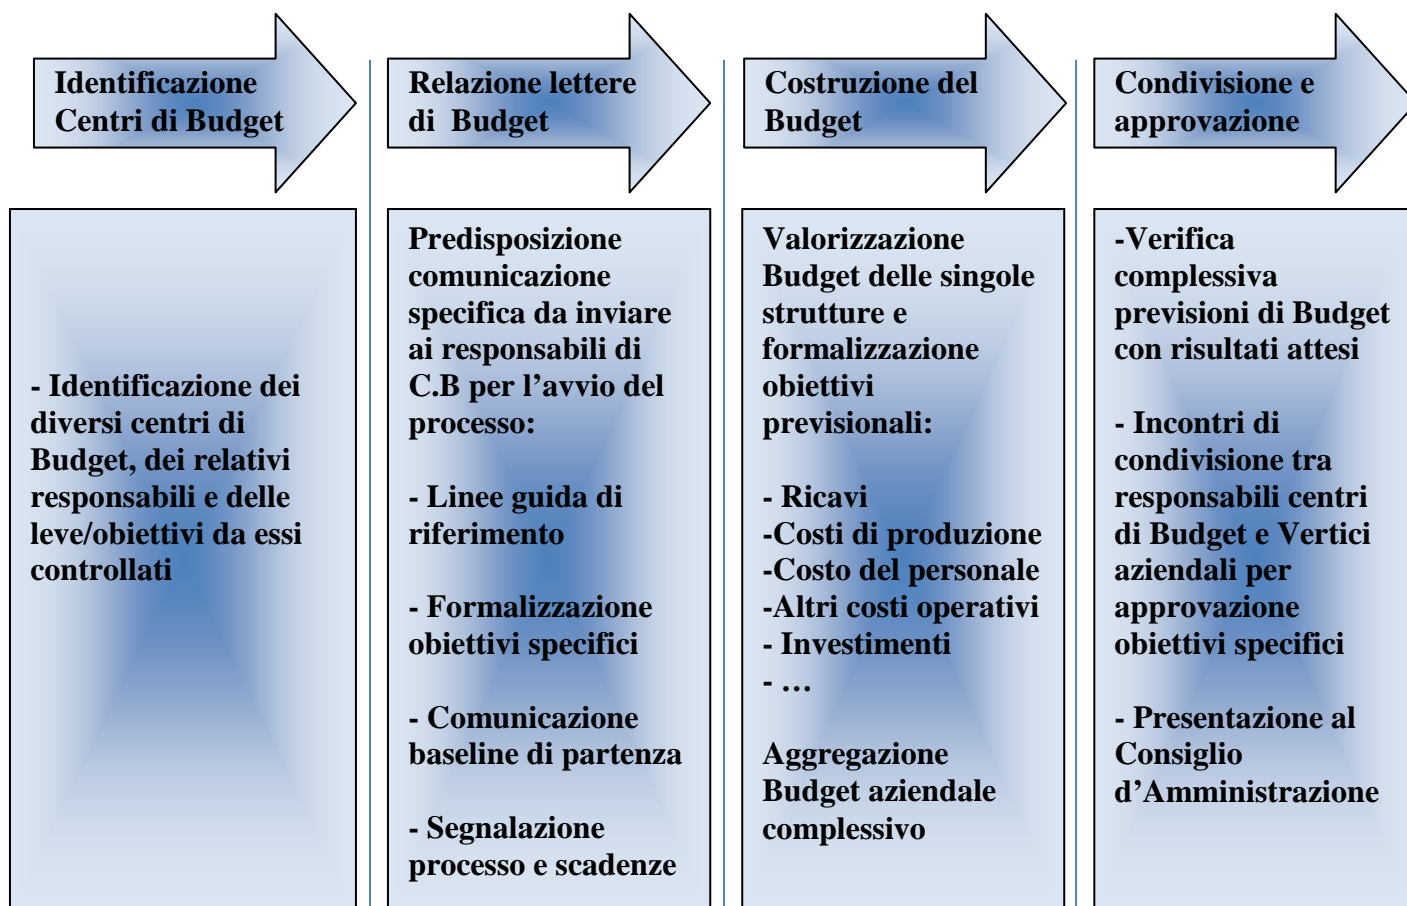 Identificazione
Centri di Budget
Relazione lettere
di  Budget
Costruzione del
Budget
Condivisione e
approvazione
- Identificazione dei
diversi centri di
Budget, dei relativi
responsabili e delle
leve/obiettivi da essi
controllati
Predisposizione
comunicazione
specifica da inviare
ai responsabili di
C.B per l’avvio del
processo:
- Linee guida di
riferimento
- Formalizzazione
obiettivi specifici
- Comunicazione
baseline di partenza
- Segnalazione
processo e scadenze
Valorizzazione
Budget delle singole
strutture e
formalizzazione
obiettivi
previsionali:
- Ricavi
-Costi di produzione
-Costo del personale
-Altri costi operativi
- Investimenti
- …
Aggregazione
Budget aziendale
complessivo
-Verifica
complessiva
previsioni di Budget
con risultati attesi
- Incontri di
condivisione tra
responsabili centri
di Budget e Vertici
aziendali per
approvazione
obiettivi specifici
- Presentazione al
Consiglio
d’Amministrazione